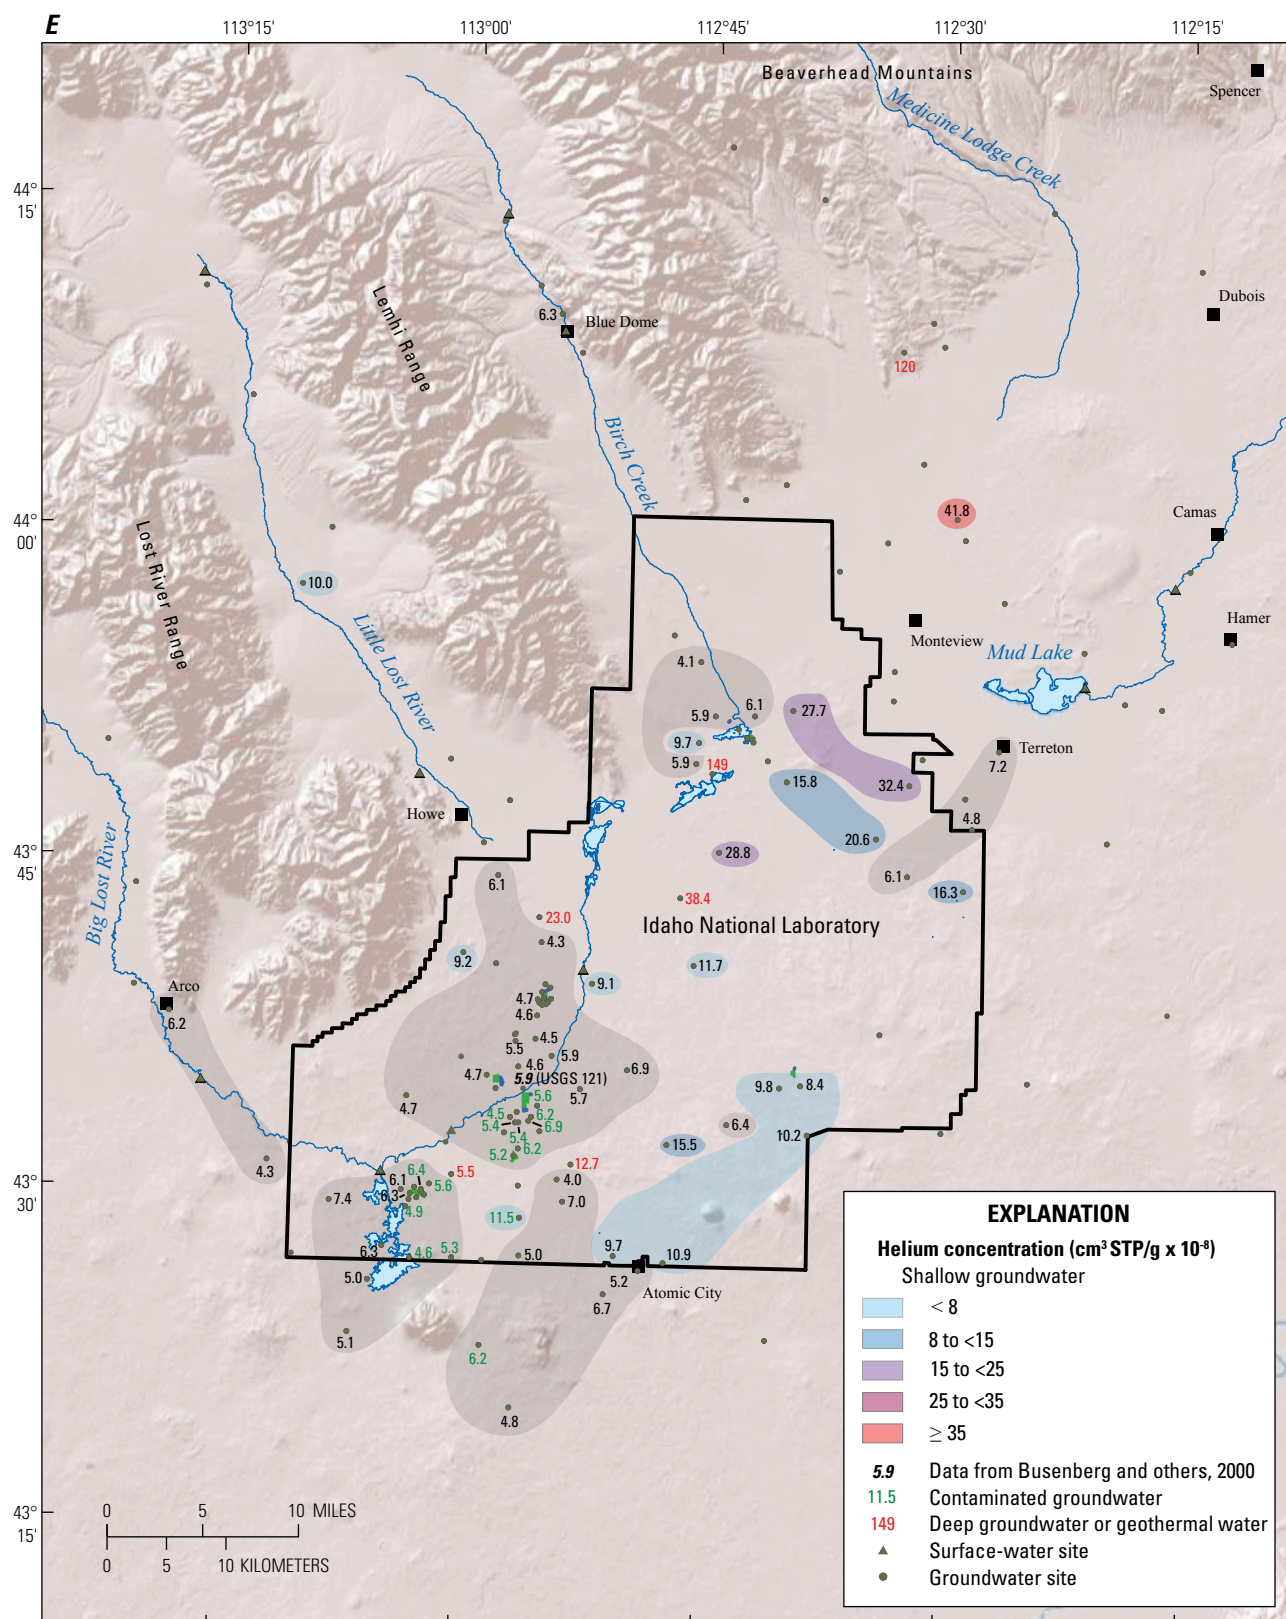 E
113°15'
113°00'
112°45'
112°30'
112°15'
Beaverhead Mountains
Spencer
Medicine Lodge Creek
44°
15'
Dubois
Lemhi Range
6.3
Blue Dome
120
Birch Creek
41.8
Camas
44°
00'
Lost River Range
10.0
Little Lost River
Monteview
Hamer
Mud Lake
4.1
5.9
6.1
27.7
9.7
Terreton
5.9
149
7.2
15.8
32.4
Howe
4.8
20.6
43°
45'
28.8
6.1
6.1
16.3
Big Lost River
38.4
23.0
Idaho National Laboratory
4.3
9.2
11.7
9.1
Arco
4.7
6.2
4.6
4.5
5.5
5.9
4.6
6.9
4.7
5.9 (USGS 121)
9.8
8.4
5.7
5.6
4.7
4.5
6.2
5.4
6.9
6.4
5.4
10.2
15.5
6.2
5.2
4.3
12.7
6.4
5.5
43°
30'
6.1
5.6
4.0
7.4
6.3
7.0
4.9
11.5
6.3
4.6
5.3
5.0
9.7
10.9
5.0
5.2
Atomic City
6.7
5.1
6.2
4.8
43°
15'
0 5 10 MILES
0 5 10 KILOMETERS
EXPLANATION
Helium concentration (cm³ STP/g x 10⁻⁸)
Shallow groundwater
< 8
8 to <15
15 to <25
25 to <35
≥ 35
5.9 Data from Busenberg and others, 2000
11.5 Contaminated groundwater
149 Deep groundwater or geothermal water
Surface-water site
Groundwater site